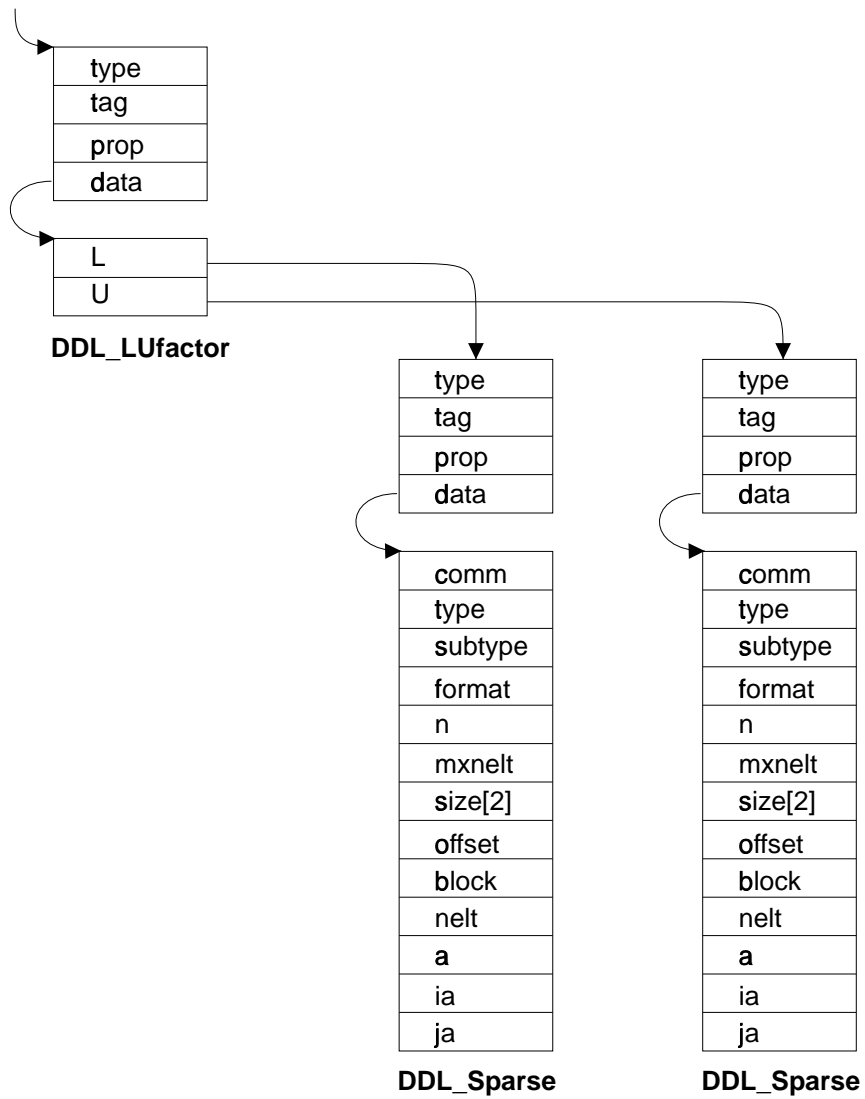 type
tag
prop
data
L
U
DDL_LUfactor
type
tag
prop
data
comm
type
subtype
format
n
mxnelt
size[2]
offset
block
nelt
a
ia
ja
DDL_Sparse
type
tag
prop
data
comm
type
subtype
format
n
mxnelt
size[2]
offset
block
nelt
a
ia
ja
DDL_Sparse